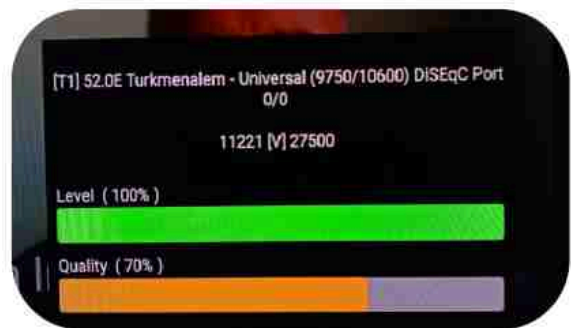 [T1] 52.0E Turkmenalem - Universal (9750/10600) DiSEqC Port
0/0
11221 [V] 27500
Level ( 100% )
Quality ( 70% )